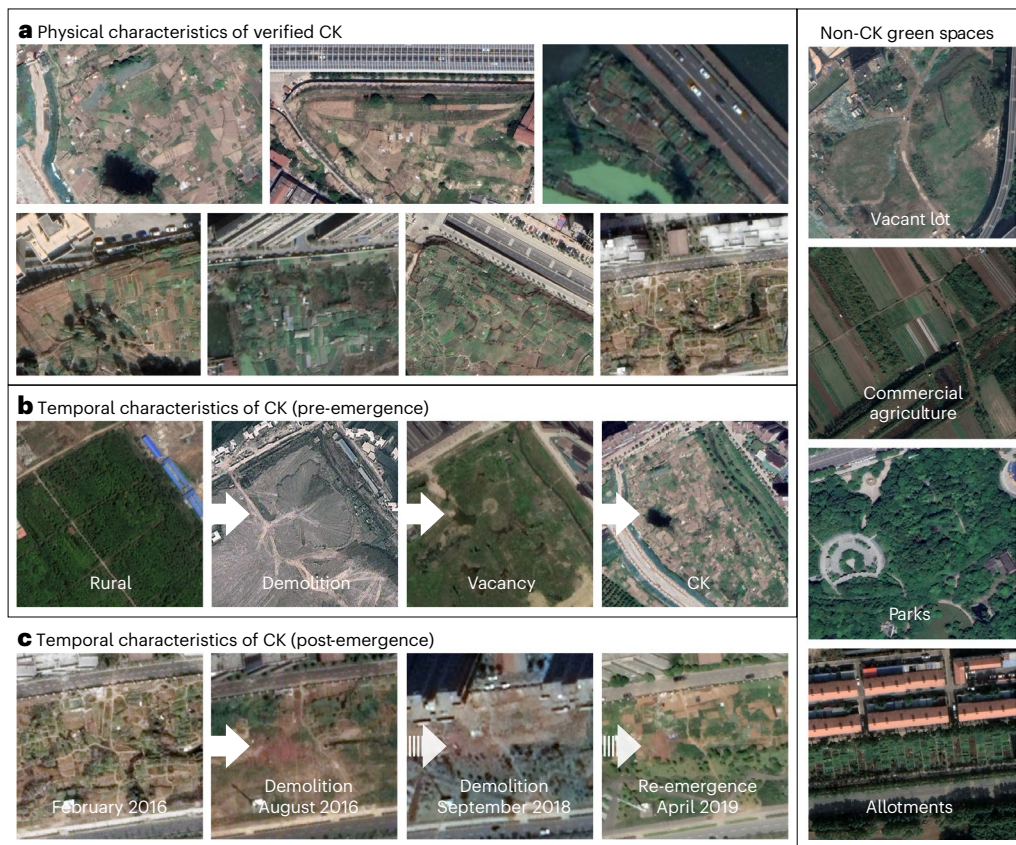 a Physical characteristics of verified CK
Non-CK green spaces
Vacant lot
Commercial
agriculture
Parks
Allotments
b Temporal characteristics of CK (pre-emergence)
Rural
Demolition
Vacancy
CK
c Temporal characteristics of CK (post-emergence)
February 2016
Demolition
August 2016
Demolition
September 2018
Re-emergence
April 2019